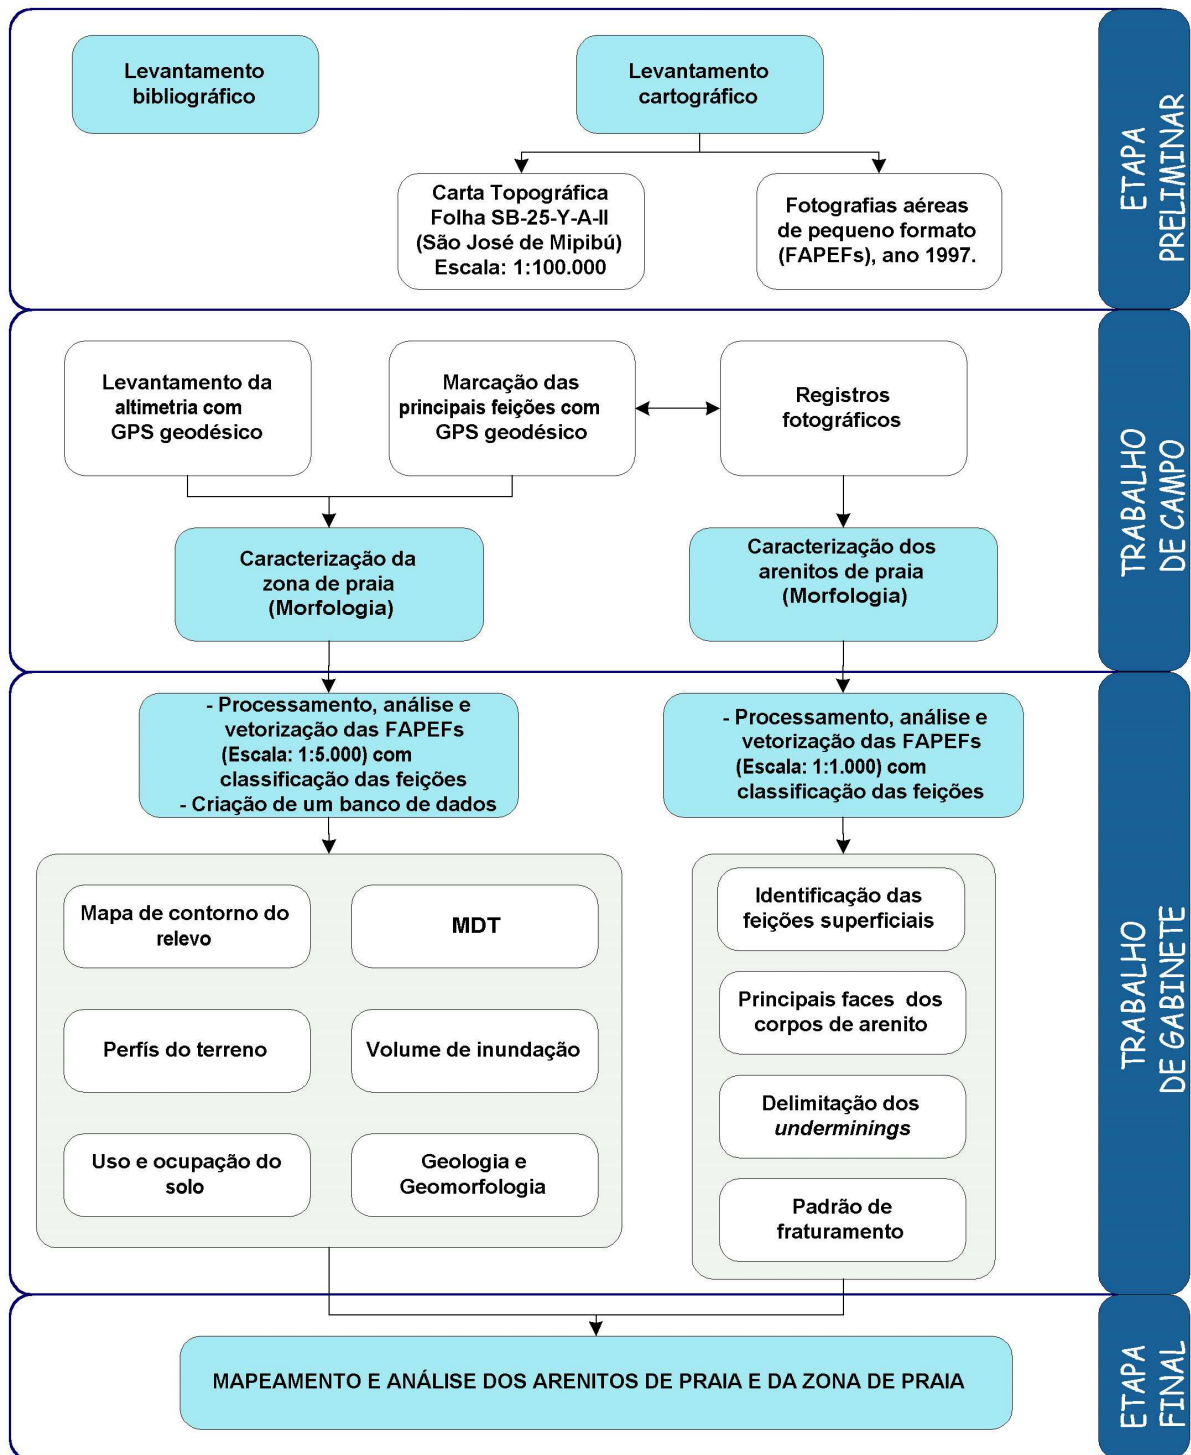 Levantamento
bibliográfico
Levantamento
cartográfico
Carta Topográfica
Folha SB-25-Y-A-II
(São José de Mipibú)
Escala: 1:100.000
Fotografias aéreas
de pequeno formato
(FAPEFs), ano 1997.
ETAPA
PRELIMINAR
Levantamento da
altimetria com
GPS geodésico
Marcação das
principais feições com
GPS geodésico
Registros
fotográficos
Caracterização da
zona de praia
(Morfologia)
Caracterização dos
arenitos de praia
(Morfologia)
TRABALHO
DE CAMPO
- Processamento, análise e
vetorização das FAPEFs
(Escala: 1:5.000) com
classificação das feições
- Criação de um banco de dados
- Processamento, análise e
vetorização das FAPEFs
(Escala: 1:1.000) com
classificação das feições
Mapa de contorno do
relevo
MDT
Perfís do terreno
Volume de inundação
Uso e ocupação do
solo
Geologia e
Geomorfologia
Identificação das
feições superficiais
Principais faces dos
corpos de arenito
Delimitação dos
underminings
Padrão de
fraturamento
TRABALHO
DE GABINETE
MAPEAMENTO E ANÁLISE DOS ARENITOS DE PRAIA E DA ZONA DE PRAIA
ETAPA
FINAL